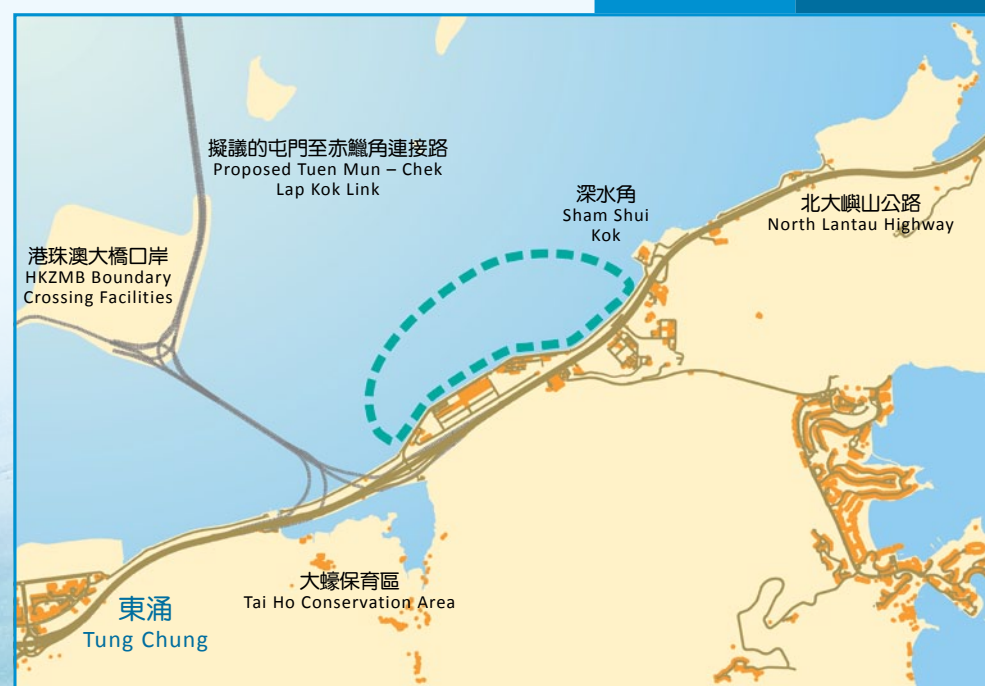 擬議的屯門至赤鱲角連接路
Proposed Tuen Mun – Chek
Lap Kok Link
深水角
Sham Shui
Kok
北大嶼山公路
North Lantau Highway
港珠澳大橋口岸
HKZMB Boundary
Crossing Facilities
大蠔保育區
Tai Ho Conservation Area
東涌
Tung Chung